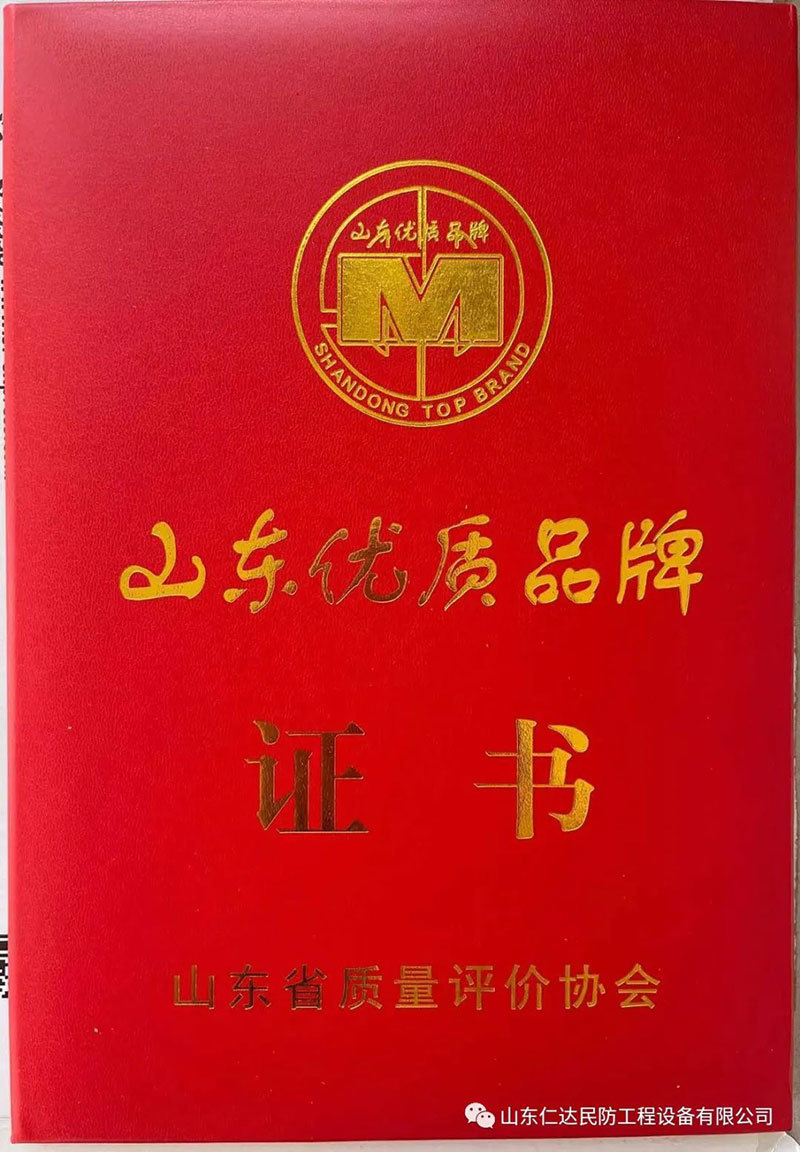 山东优质品牌
M
SHANDONG TOP BRAND
山东优质品牌
证书
山东省质量评价协会
山东仁达民防工程设备有限公司